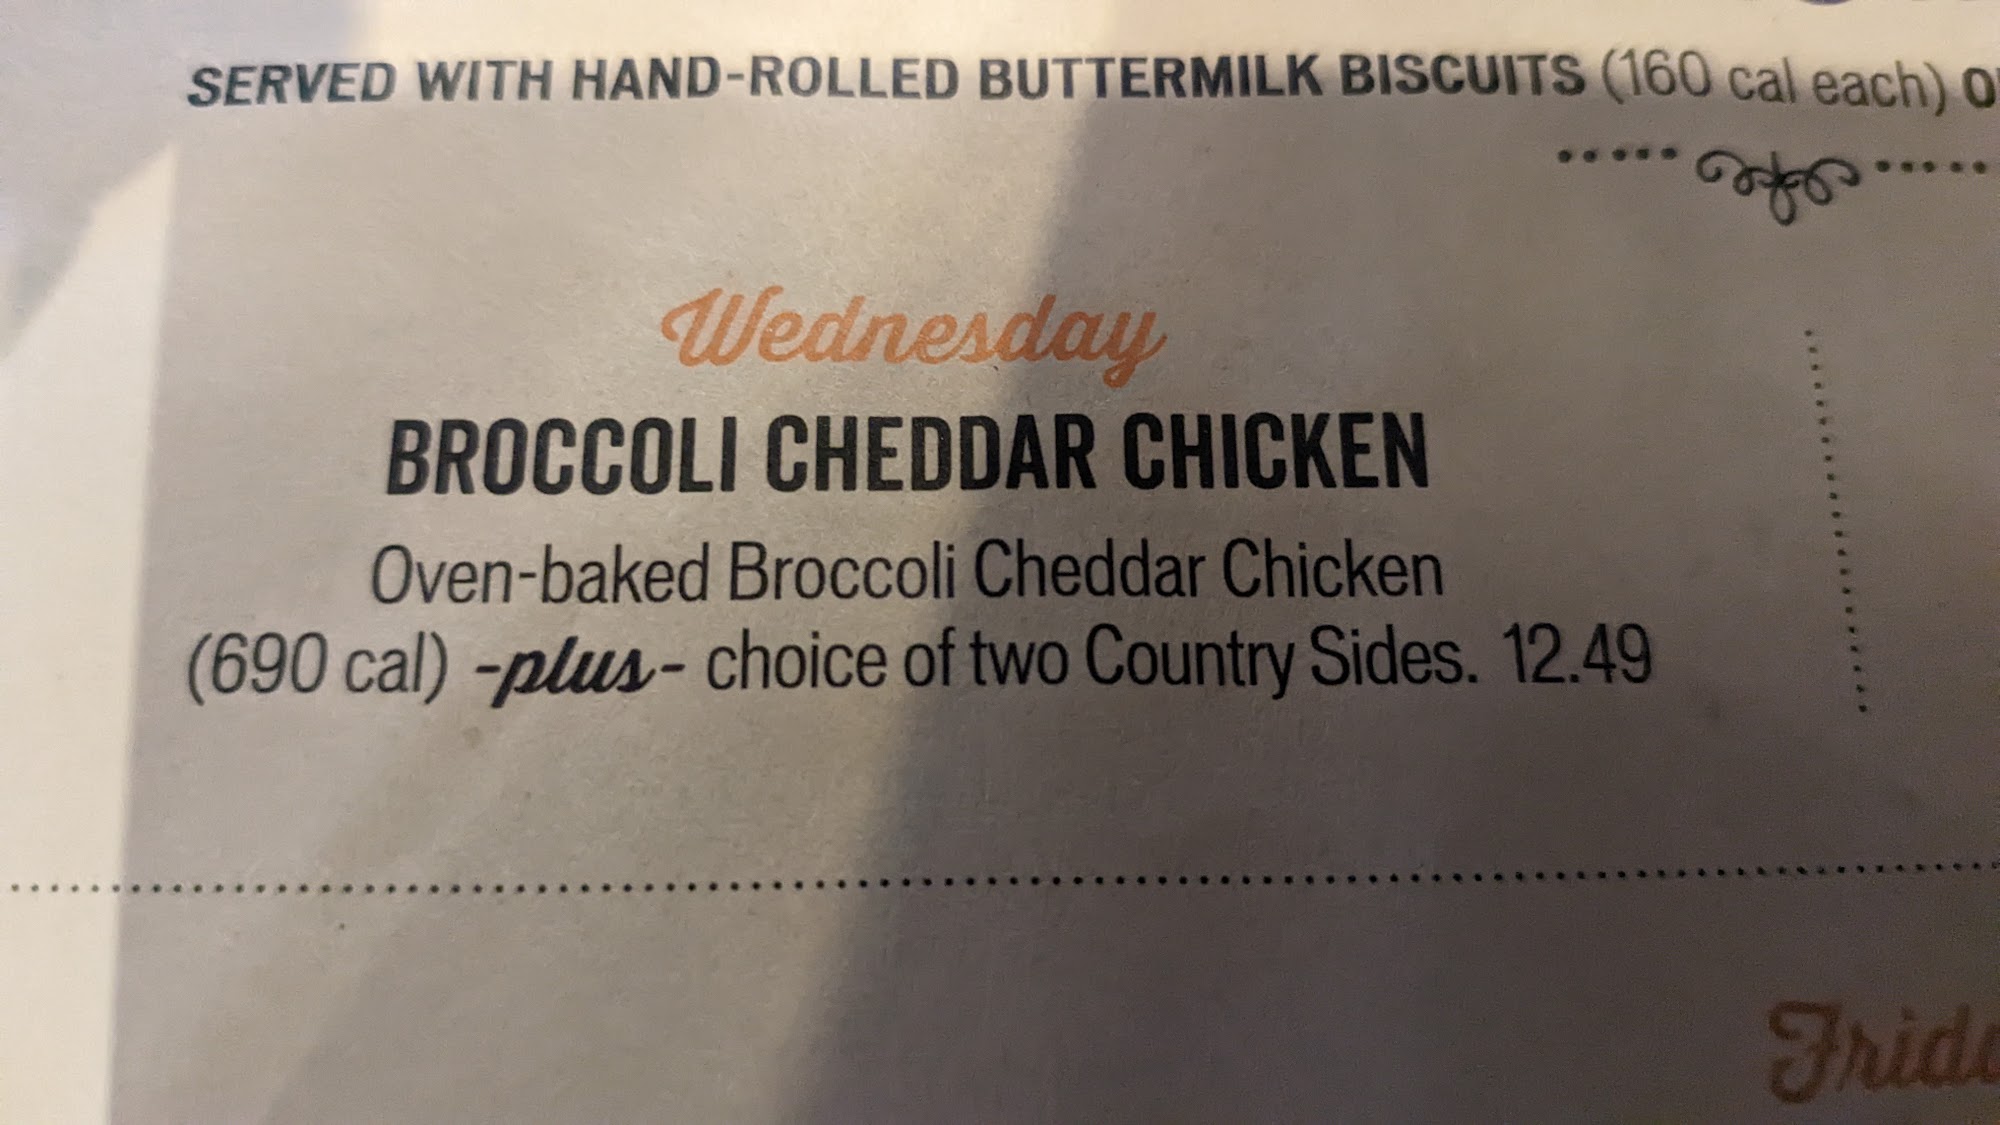 SERVED WITH HAND-ROLLED BUTTERMILK BISCUITS (160 cal each)
Wednesday
BROCCOLI CHEDDAR CHICKEN
Oven-baked Broccoli Cheddar Chicken
(690 cal) -plus- choice of two Country Sides. 12.49